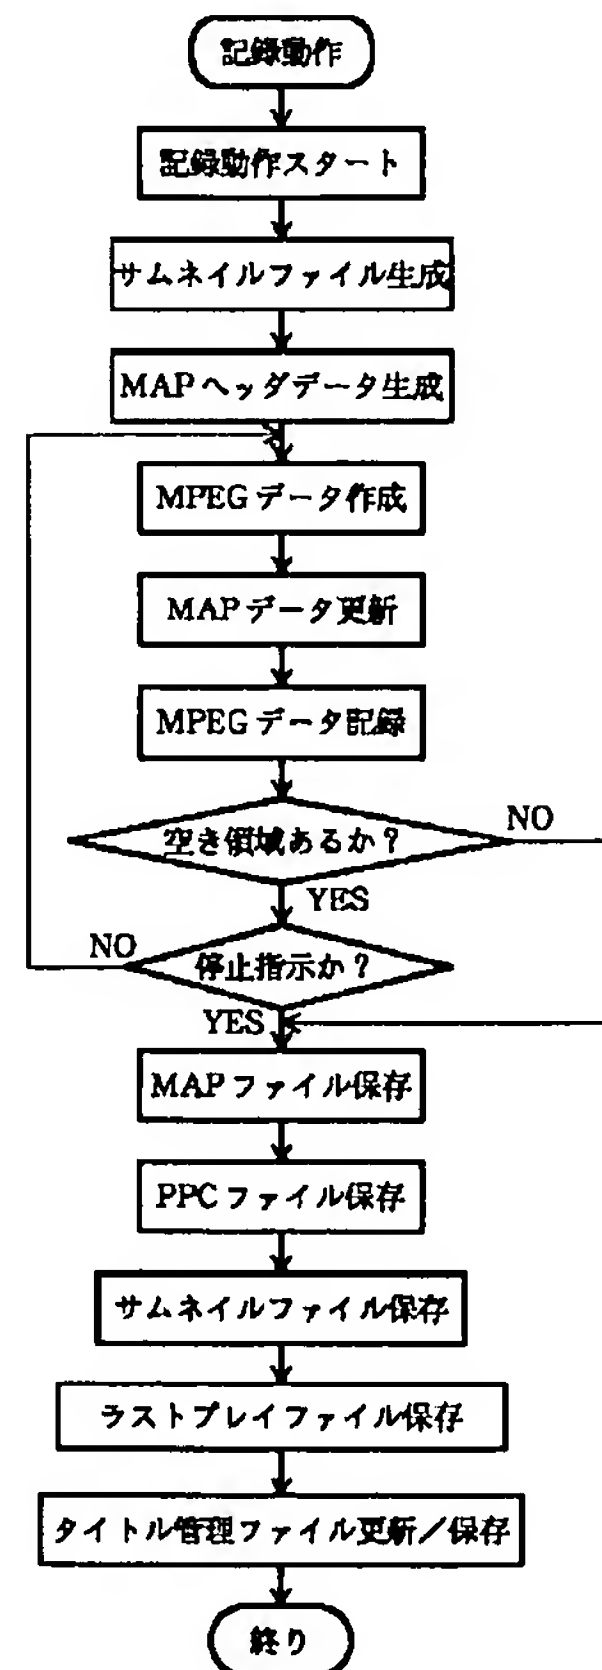 記録動作
記録動作スタート
サムネイルファイル生成
MAPヘッダデータ生成
MPEGデータ作成
MAPデータ更新
MPEGデータ記録
空き領域あるか？
NO
YES
停止指示か？
NO
YES
MAPファイル保存
PPCファイル保存
サムネイルファイル保存
ラストプレイファイル保存
タイトル管理ファイル更新／保存
終り